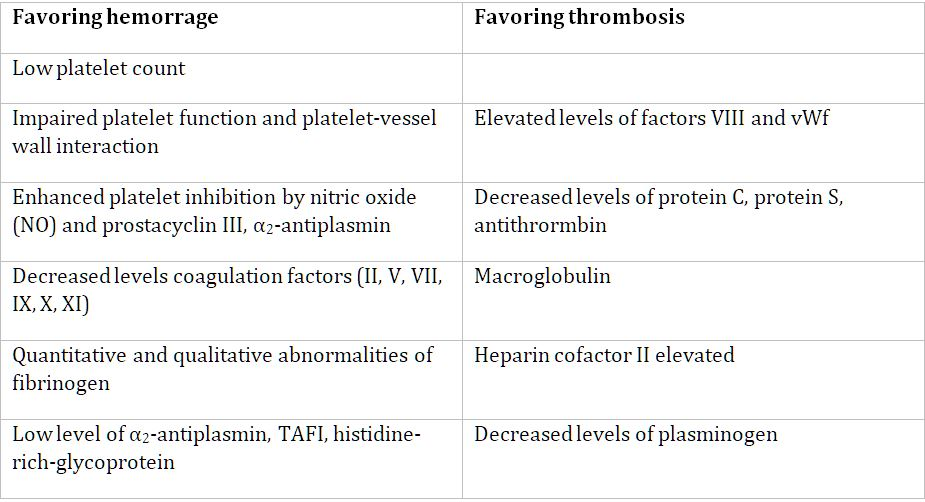 Favoring hemorrage
Favoring thrombosis
Low platelet count
Impaired platelet function and platelet-vessel
wall interaction
Elevated levels of factors VIII and vWf
Enhanced platelet inhibition by nitric oxide
(NO) and prostacyclin III, α2-antiplasmin
Decreased levels of protein C, protein S,
antithrormbin
Decreased levels coagulation factors (II, V, VII,
IX, X, XI)
Macroglobulin
Quantitative and qualitative abnormalities of
fibrinogen
Heparin cofactor II elevated
Low level of α2-antiplasmin, TAFI, histidine-
rich-glycoprotein
Decreased levels of plasminogen